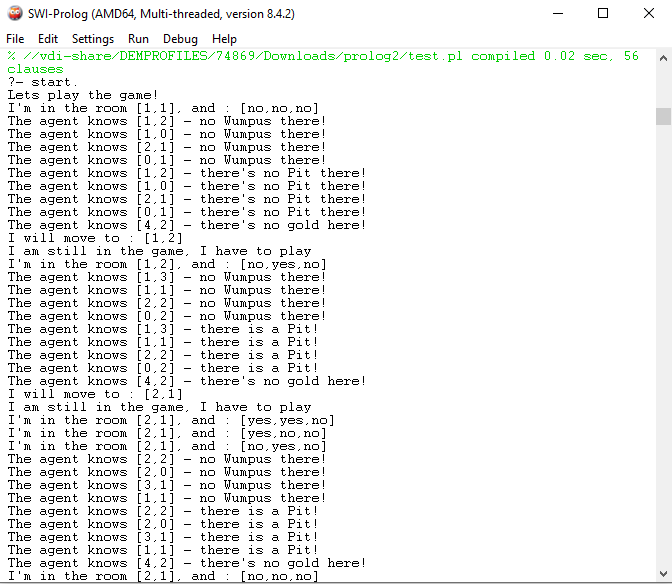 SWI-Prolog (AMD64, Multi-threaded, version 8.4.2)
File Edit Settings Run Debug Help
% //vdi-share/DEMPROFILES/74869/Downloads/prolog2/test.pl compiled 0.02 sec, 56
clauses
?- start.
Lets play the game!
I'm in the room [1,1], and : [no,no,no]
The agent knows [1,2] - no Wumpus there!
The agent knows [1,0] - no Wumpus there!
The agent knows [2,1] - no Wumpus there!
The agent knows [0,1] - no Wumpus there!
The agent knows [1,2] - there's no Pit there!
The agent knows [1,0] - there's no Pit there!
The agent knows [2,1] - there's no Pit there!
The agent knows [0,1] - there's no Pit there!
The agent knows [4,2] - there's no gold here!
I will move to : [1,2]
I am still in the game, I have to play
I'm in the room [1,2], and : [no,yes,no]
The agent knows [1,3] - no Wumpus there!
The agent knows [1,1] - no Wumpus there!
The agent knows [2,2] - no Wumpus there!
The agent knows [0,2] - no Wumpus there!
The agent knows [1,3] - there is a Pit!
The agent knows [1,1] - there is a Pit!
The agent knows [2,2] - there is a Pit!
The agent knows [0,2] - there is a Pit!
The agent knows [4,2] - there's no gold here!
I will move to : [2,1]
I am still in the game, I have to play
I'm in the room [2,1], and : [yes,yes,no]
I'm in the room [2,1], and : [yes,no,no]
I'm in the room [2,1], and : [no,yes,no]
The agent knows [2,2] - no Wumpus there!
The agent knows [2,0] - no Wumpus there!
The agent knows [3,1] - no Wumpus there!
The agent knows [1,1] - no Wumpus there!
The agent knows [2,2] - there is a Pit!
The agent knows [2,0] - there is a Pit!
The agent knows [3,1] - there is a Pit!
The agent knows [1,1] - there is a Pit!
The agent knows [4,2] - there's no gold here!
I'm in the room [2,1], and : [no,no,no]